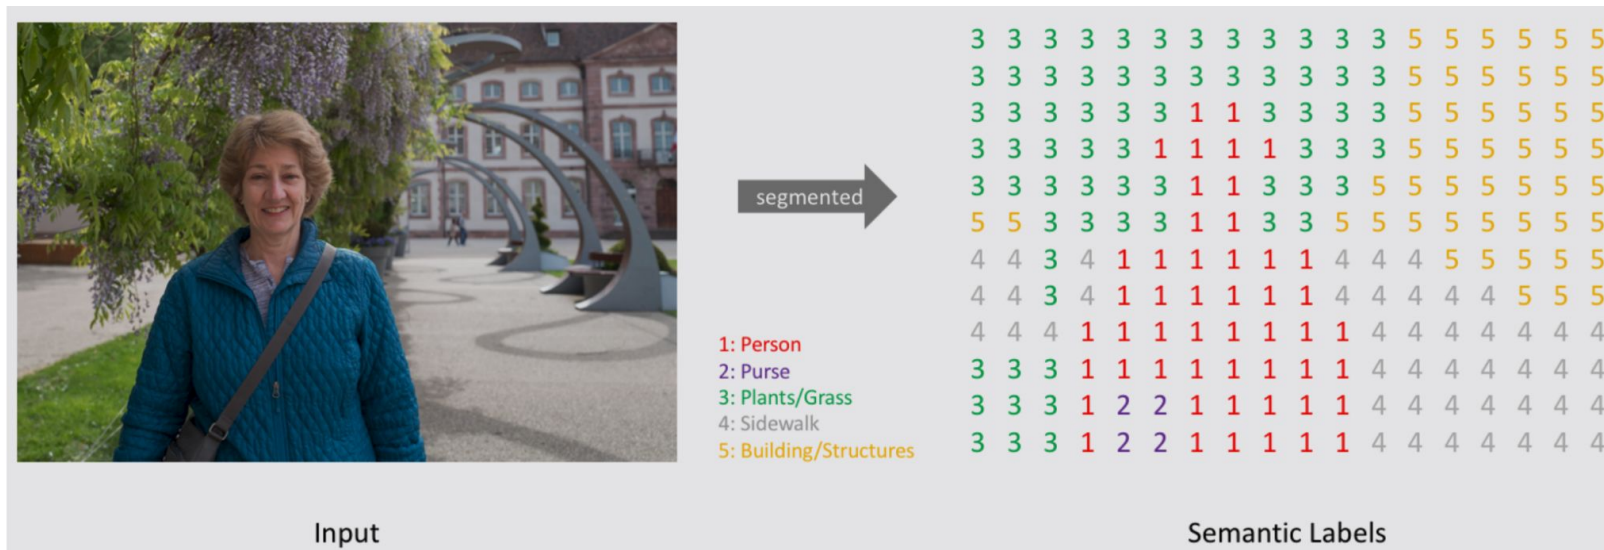 3 3 3 3 3 3 3 3 3 3 3 3 5 5 5 5 5 5
3 3 3 3 3 3 3 3 3 3 3 3 5 5 5 5 5 5
3 3 3 3 3 3 1 1 3 3 3 3 5 5 5 5 5 5
3 3 3 3 3 1 1 1 1 3 3 3 5 5 5 5 5 5
3 3 3 3 3 3 1 1 3 3 3 5 5 5 5 5 5 5
5 5 3 3 3 3 1 1 3 3 5 5 5 5 5 5 5 5
4 4 3 4 1 1 1 1 1 1 4 4 4 5 5 5 5 5
4 4 3 4 1 1 1 1 1 1 4 4 4 4 4 5 5 5
4 4 4 1 1 1 1 1 1 1 1 4 4 4 4 4 4 4
3 3 3 1 1 1 1 1 1 1 1 4 4 4 4 4 4 4
3 3 3 1 2 2 1 1 1 1 1 4 4 4 4 4 4 4
3 3 3 1 2 2 1 1 1 1 1 4 4 4 4 4 4 4
segmented
1: Person
2: Purse
3: Plants/Grass
4: Sidewalk
5: Building/Structures
Input
Semantic Labels